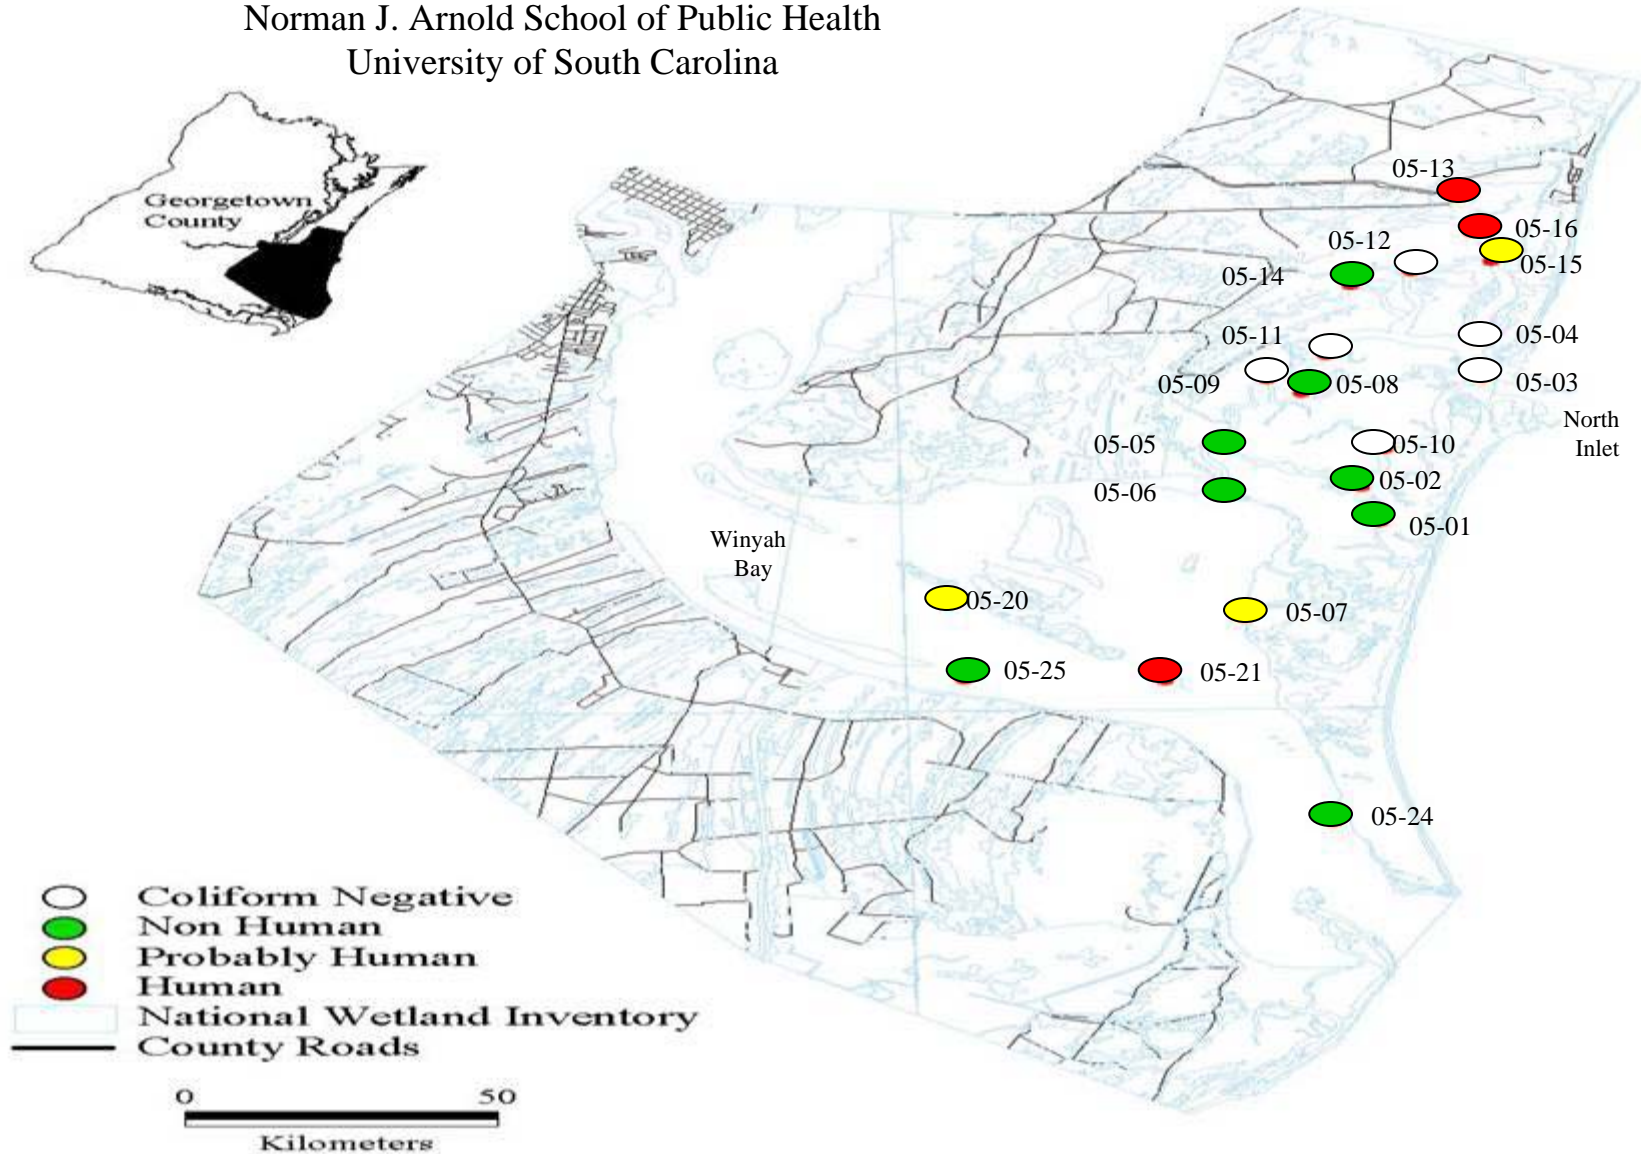 Norman J. Arnold School of Public Health
University of South Carolina
Georgetown
County
05-13
05-16
05-12
05-15
05-14
05-11
05-04
05-09
05-08
05-03
North
Inlet
05-05
05-10
05-06
05-02
05-01
Winyah
Bay
05-20
05-07
05-25
05-21
05-24
Coliform Negative
Non Human
Probably Human
Human
National Wetland Inventory
County Roads
0 50
Kilometers